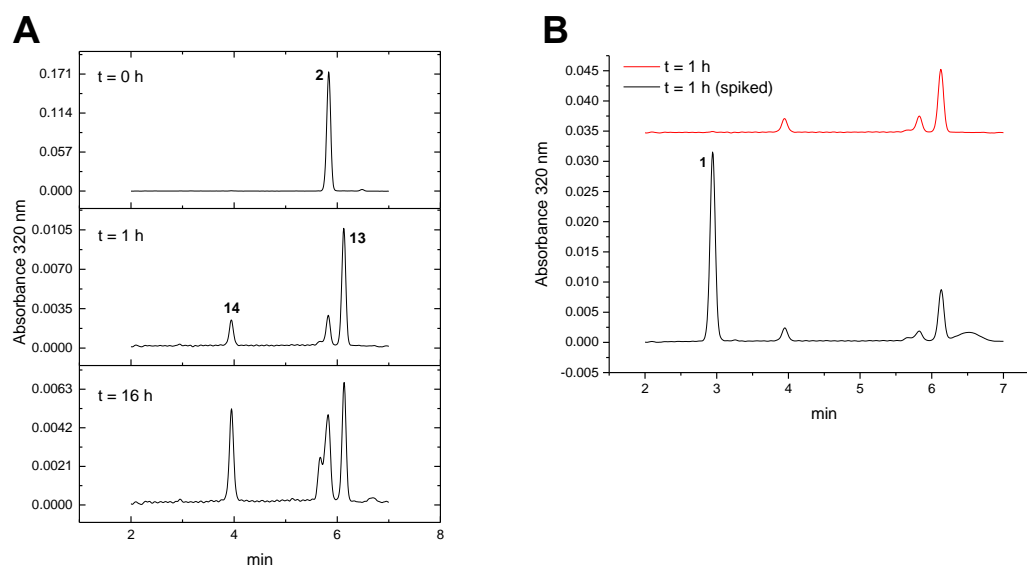 A
Absorbance 320 nm
t = 0 h
2
0.171
0.114
0.057
0.000
t = 1 h
13
14
0.0105
0.0070
0.0035
0.0000
t = 16 h
0.0063
0.0042
0.0021
0.0000
2 4 6 8
min
B
Absorbance 320 nm
t = 1 h
t = 1 h (spiked)
1
0.045
0.040
0.035
0.030
0.025
0.020
0.015
0.010
0.005
0.000
-0.005
2 3 4 5 6 7
min